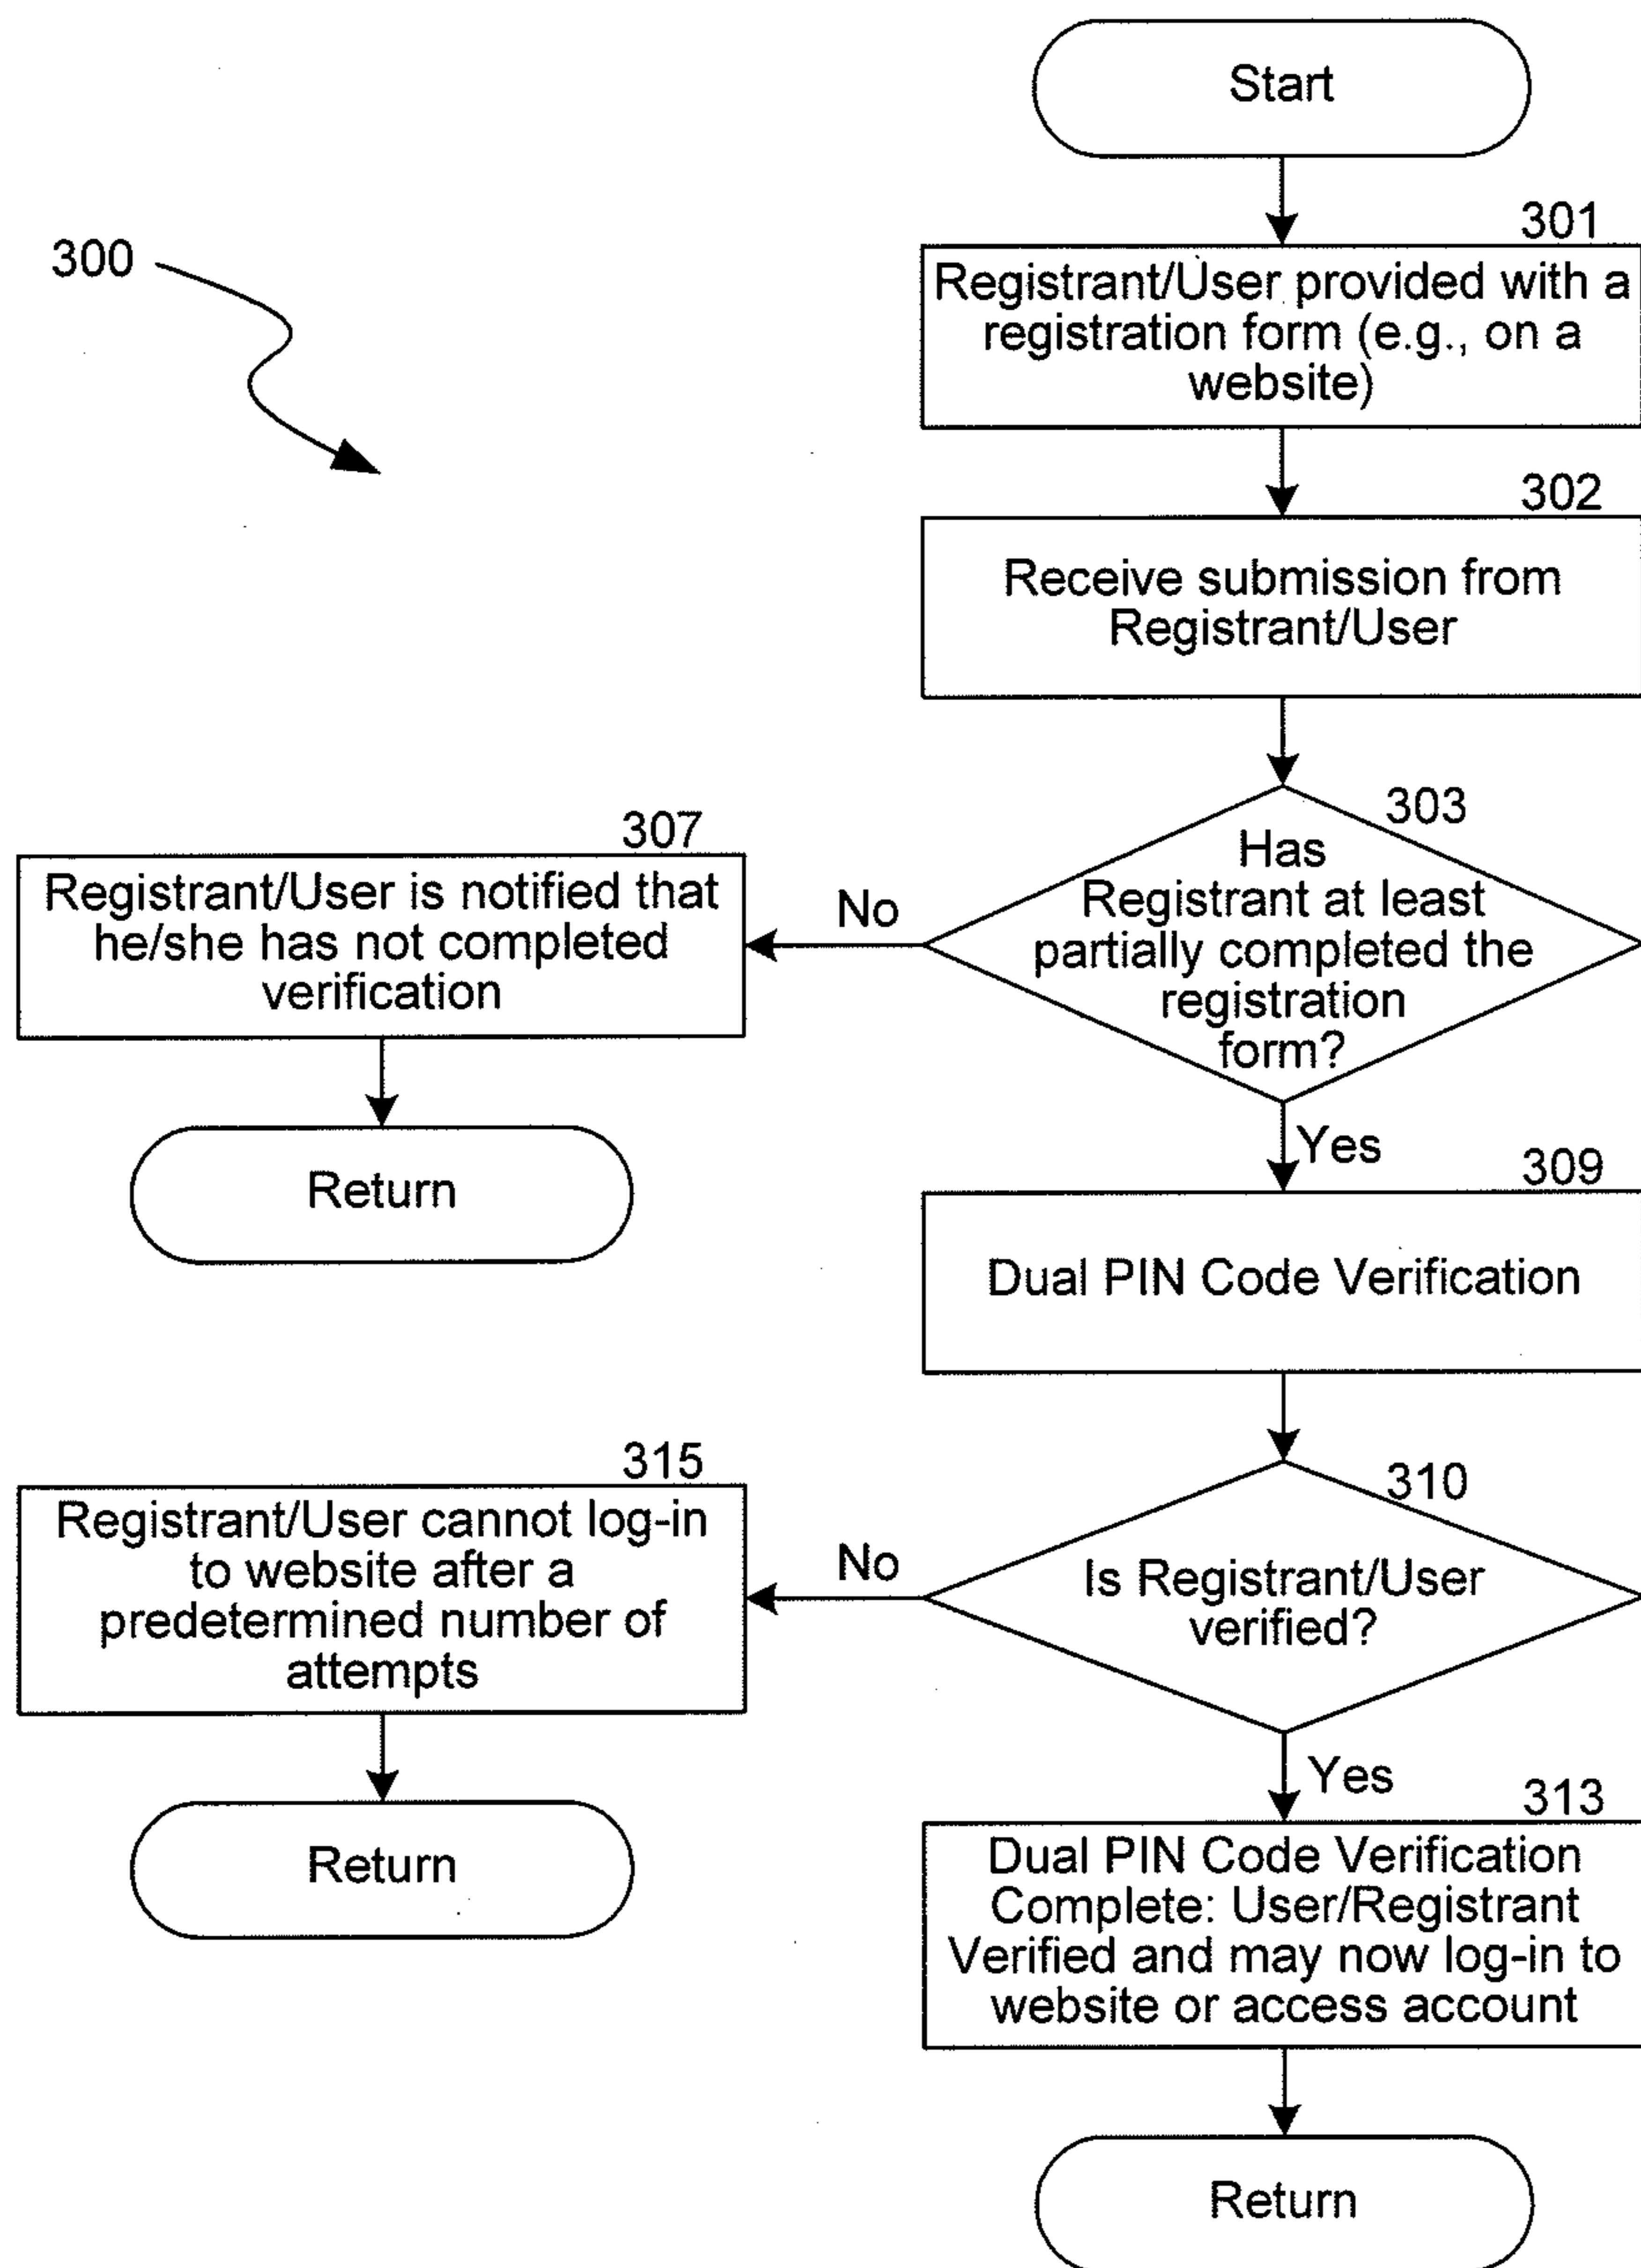 Start
300
301
Registrant/User provided with a
registration form (e.g., on a
website)
302
Receive submission from
Registrant/User
303
Has
Registrant at least
partially completed the
registration
form?
No
307
Registrant/User is notified that
he/she has not completed
verification
Return
Yes
309
Dual PIN Code Verification
310
Is Registrant/User
verified?
No
315
Registrant/User cannot log-in
to website after a
predetermined number of
attempts
Return
Yes
313
Dual PIN Code Verification
Complete: User/Registrant
Verified and may now log-in to
website or access account
Return